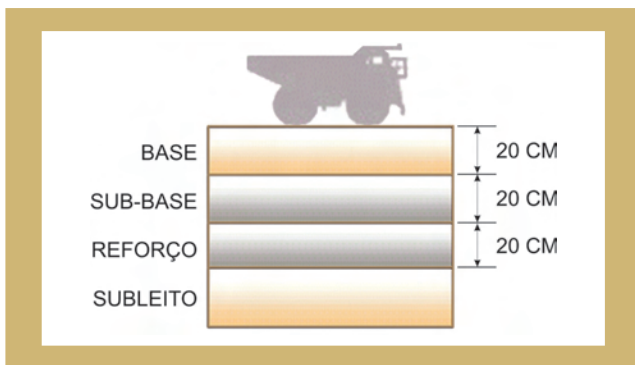 BASE 20 CM
SUB-BASE 20 CM
REFORÇO 20 CM
SUBLEITO